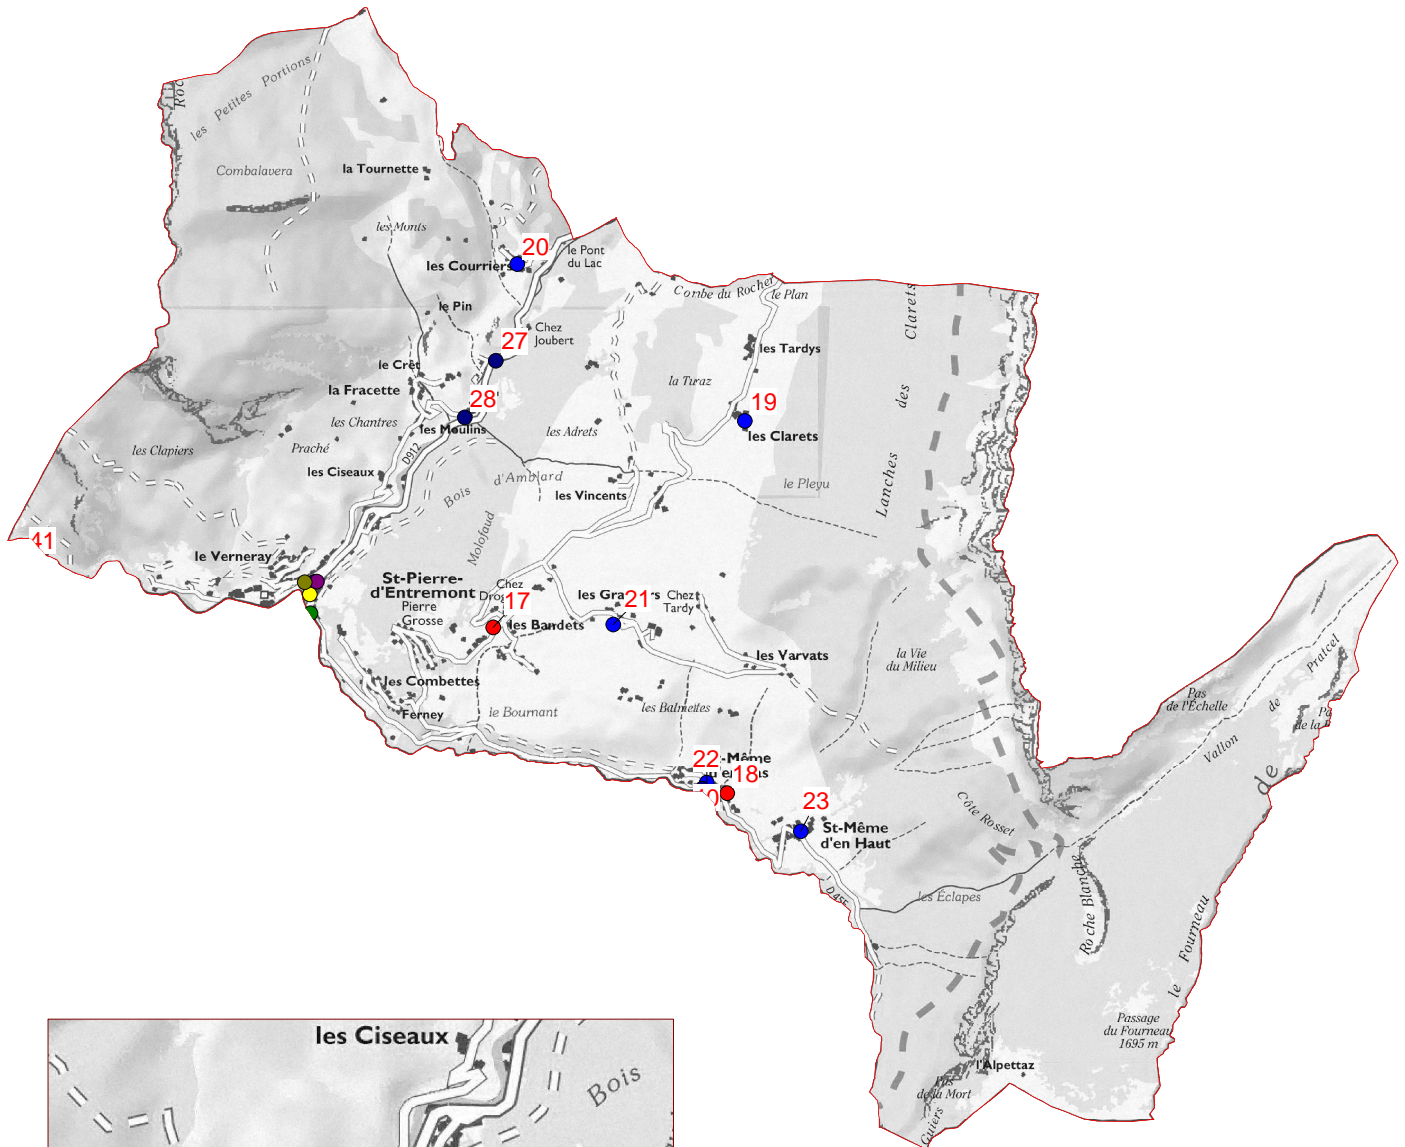 les Petites Portions
Combalavera
la Tournette
les Monts
20
les Courriers
le Pont
du Lac
Combe du Rocher
le Plan
le Pin
27
Chez
Joubert
les Tardys
le Crêt
la Fracette
la Turaz
28
19
les Chantres
les Moulins
les Adrets
les Clarets
Lanches des Clarets
les Clapiers
Praché
D912
les Ciseaux
Bois d'Amblard
les Vincents
le Pleyu
41
Molofaud
le Verneray
St-Pierre-
d'Entremont
Pierre
Grosse
Chez
17
les Bandets
21
Chez
Tardy
les Varvats
la Vie
du Milieu
les Combettes
Ferney
le Bournant
les Balmettes
Pas
de l'Échelle
Vallon de Pratcel
22
18
23
St-Même
d'en Haut
Côte Rosset
D45E
les Éclapes
Roche Blanche
le Fourneau
de
Passage
du Fourneau
1695 m
l'Alpettaz
Pas
de la Mort
Guiers
les Ciseaux
Bois